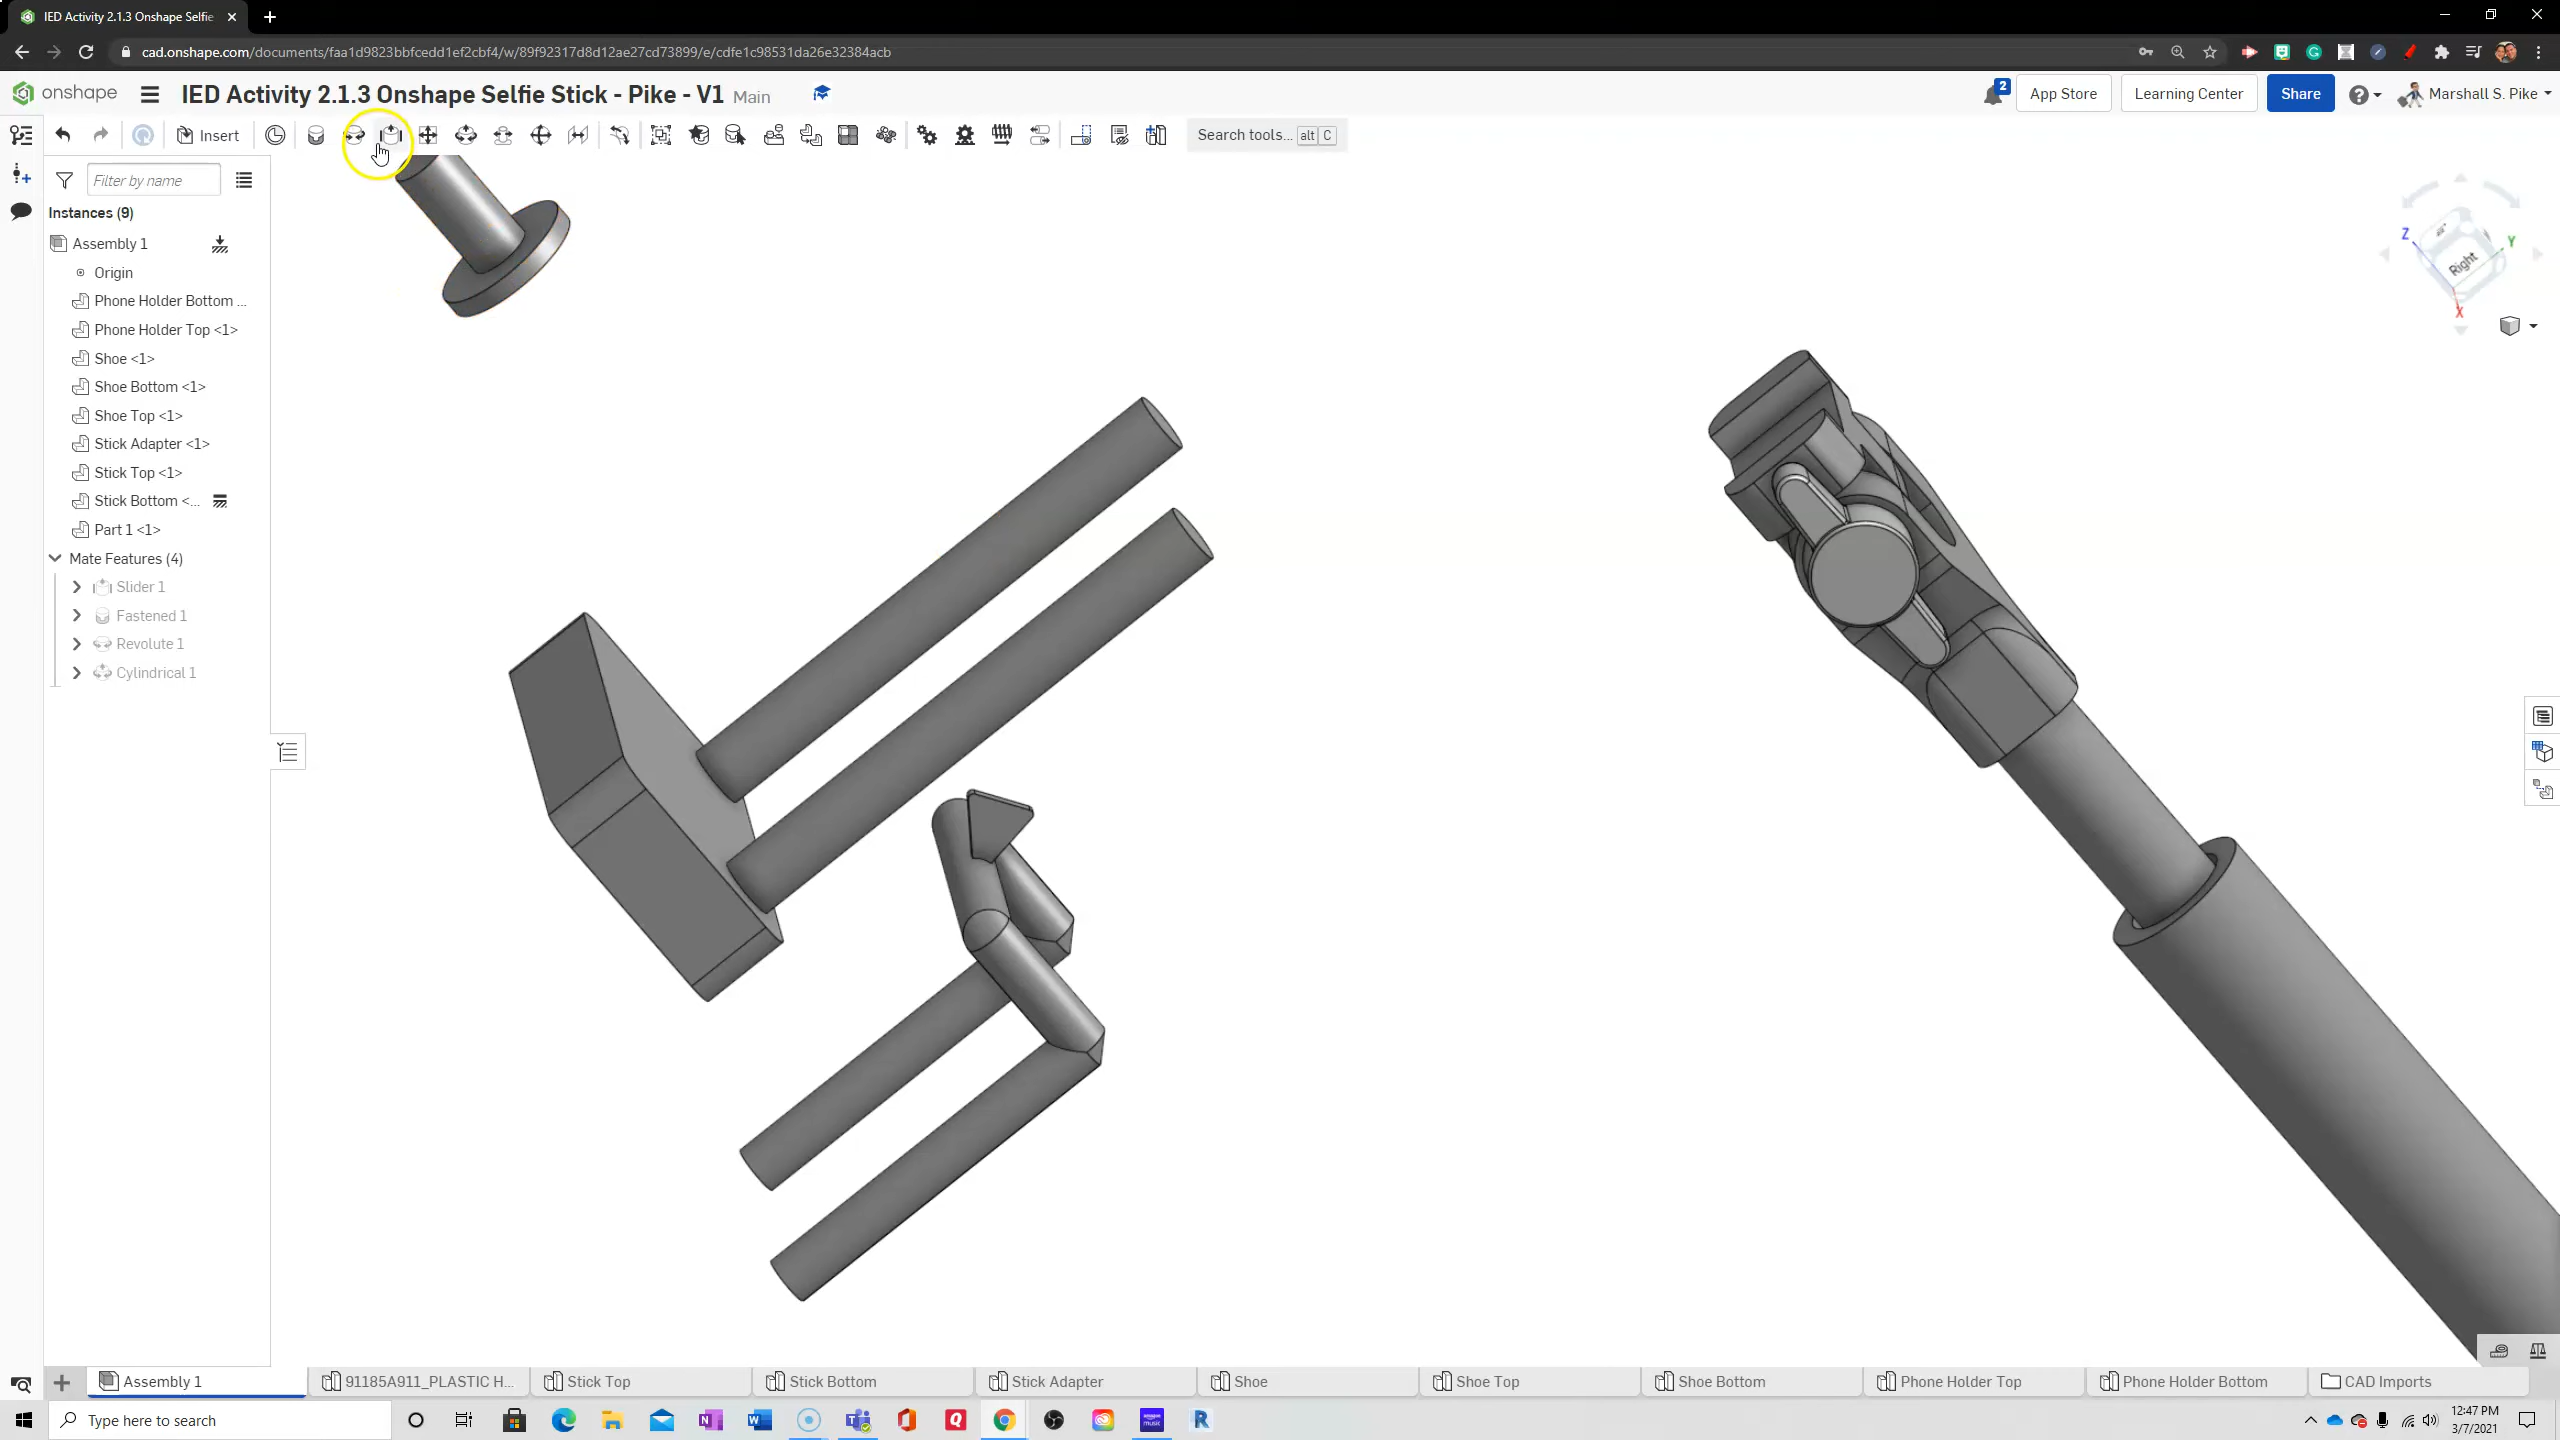 IED Activity 2.1.3 Onshape Selfie
cad.onshape.com/documents/faa1d9823bbfcedd1ef2cbf4/w/89f92317d8d12ae27cd73899/e/cdfe1c98531da26e32384acb
onshape
IED Activity 2.1.3 Onshape Selfie Stick - Pike - V1 Main
2
App Store
Learning Center
Share
Marshall S. Pike
Insert
Search tools... alt C
Filter by name
Instances (9)
Assembly 1
Origin
Phone Holder Bottom ...
Phone Holder Top <1>
Shoe <1>
Shoe Bottom <1>
Shoe Top <1>
Stick Adapter <1>
Stick Top <1>
Stick Bottom <...
Part 1 <1>
Mate Features (4)
Slider 1
Fastened 1
Revolute 1
Cylindrical 1
Z
Y
Right
X
Assembly 1
91185A911_PLASTIC H...
Stick Top
Stick Bottom
Stick Adapter
Shoe
Shoe Top
Shoe Bottom
Phone Holder Top
Phone Holder Bottom
CAD Imports
Type here to search
12:47 PM
3/7/2021